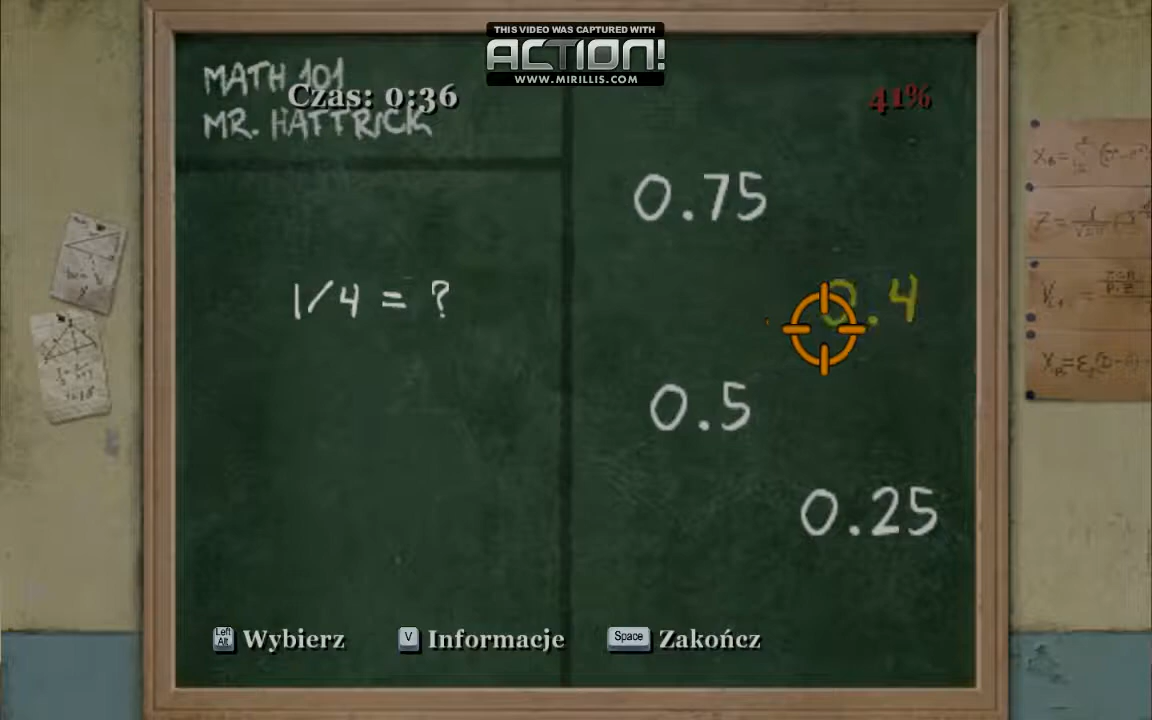 THIS VIDEO WAS CAPTURED WITH
ACTION!
WWW.MIRILLIS.COM
MATH 101
Czas: 0:36
41%
MR. HATTRICK
0.75
1/4 = ?
0.4
0.5
0.25
Left Alt Wybierz
V Informacje
Space Zakończ